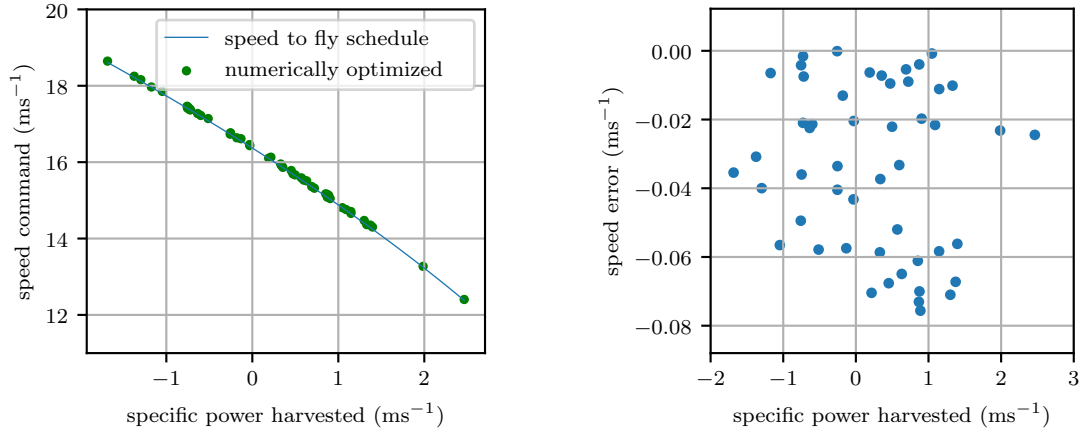 20
18
16
14
12
speed command (ms⁻¹)
speed to fly schedule
numerically optimized
−1 0 1 2
specific power harvested (ms⁻¹)
0.00
−0.02
−0.04
−0.06
−0.08
speed error (ms⁻¹)
−2 −1 0 1 2 3
specific power harvested (ms⁻¹)